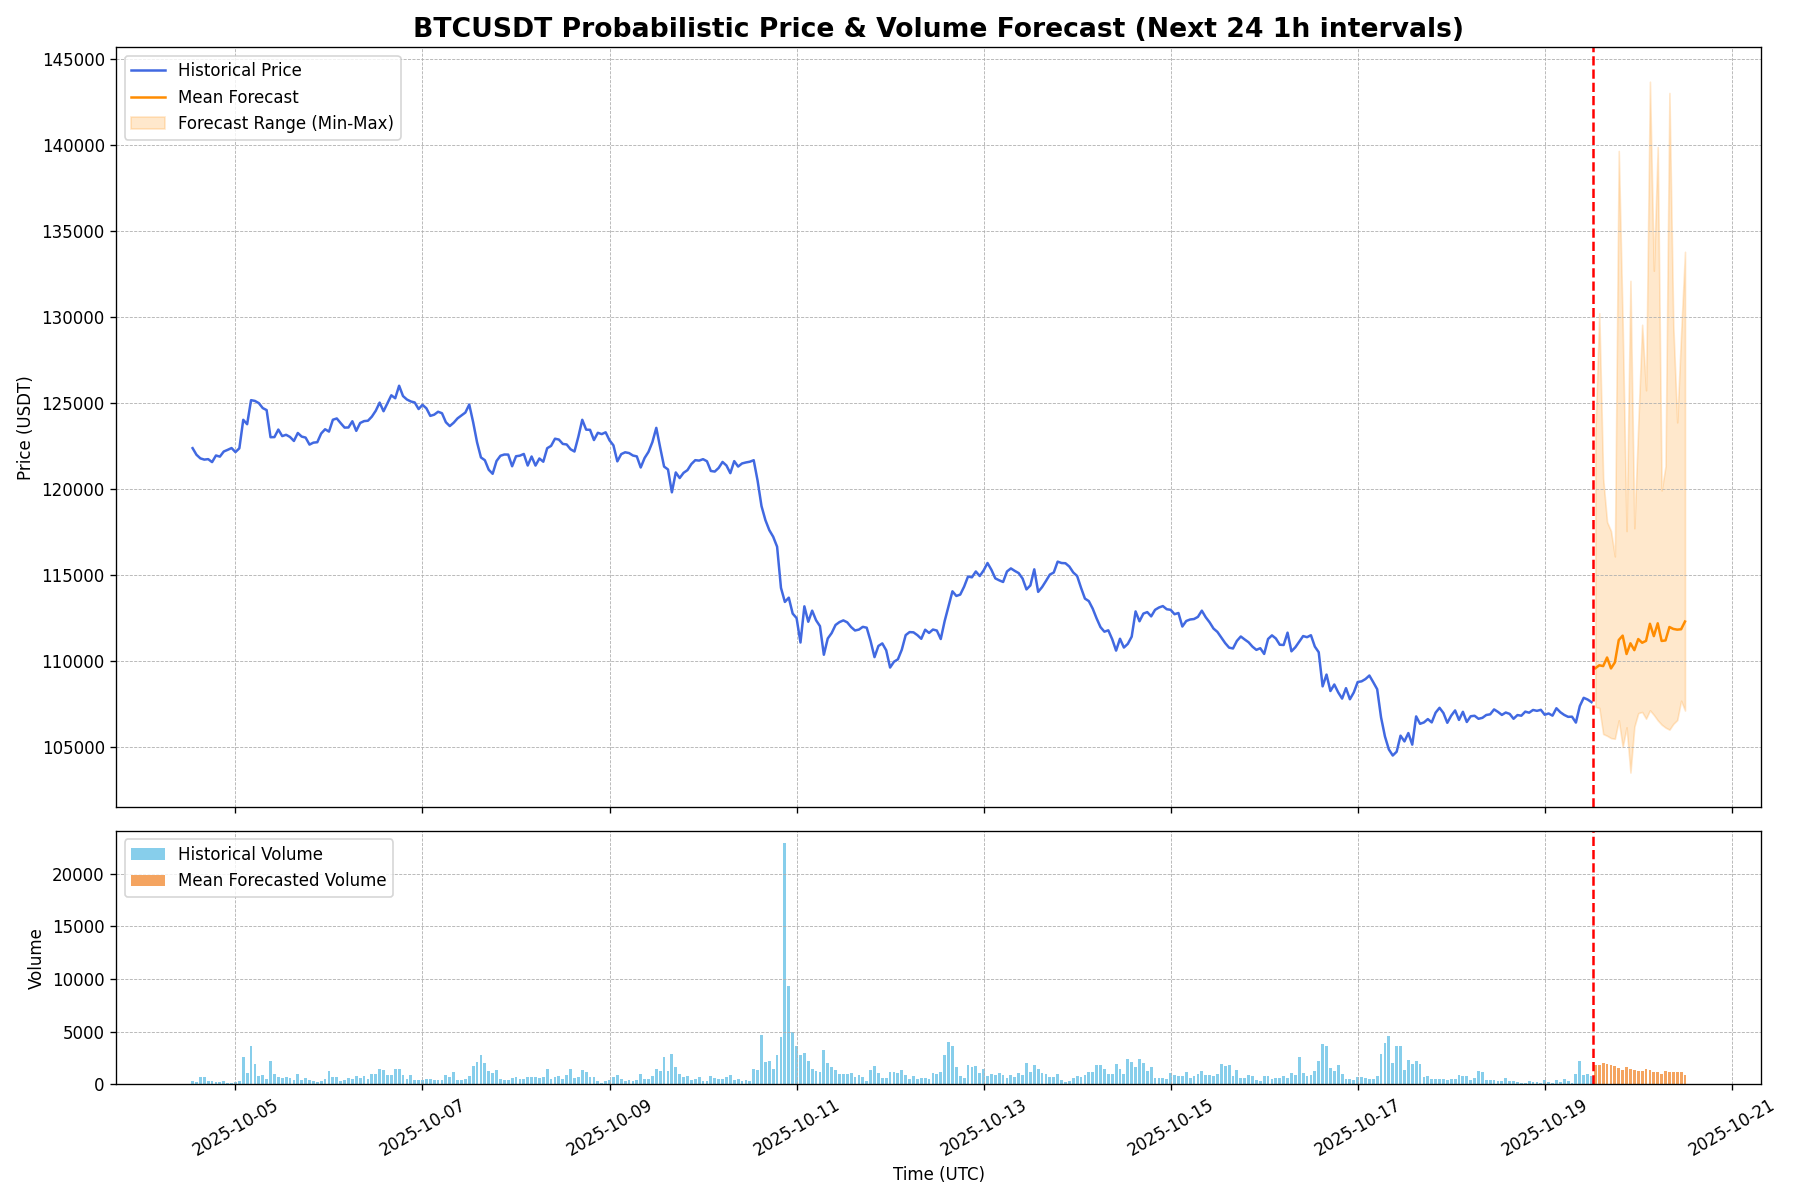 BTCUSDT Probabilistic Price & Volume Forecast (Next 24 1h intervals)
Historical Price
Mean Forecast
Forecast Range (Min-Max)
145000
140000
135000
130000
125000
120000
115000
110000
105000
Price (USDT)
Historical Volume
Mean Forecasted Volume
20000
15000
10000
5000
0
Volume
2025-10-05
2025-10-07
2025-10-09
2025-10-11
2025-10-13
2025-10-15
2025-10-17
2025-10-19
2025-10-21
Time (UTC)